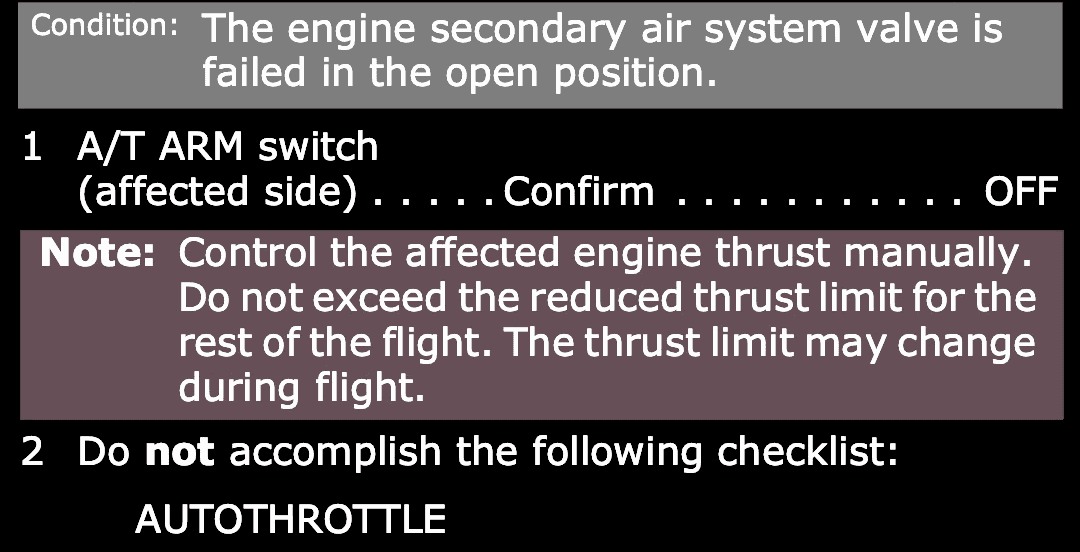 Condition: The engine secondary air system valve is
failed in the open position.
1 A/T ARM switch
(affected side) . . . . . Confirm . . . . . . . . . . . OFF
Note: Control the affected engine thrust manually.
Do not exceed the reduced thrust limit for the
rest of the flight. The thrust limit may change
during flight.
2 Do not accomplish the following checklist:
AUTOTHROTTLE